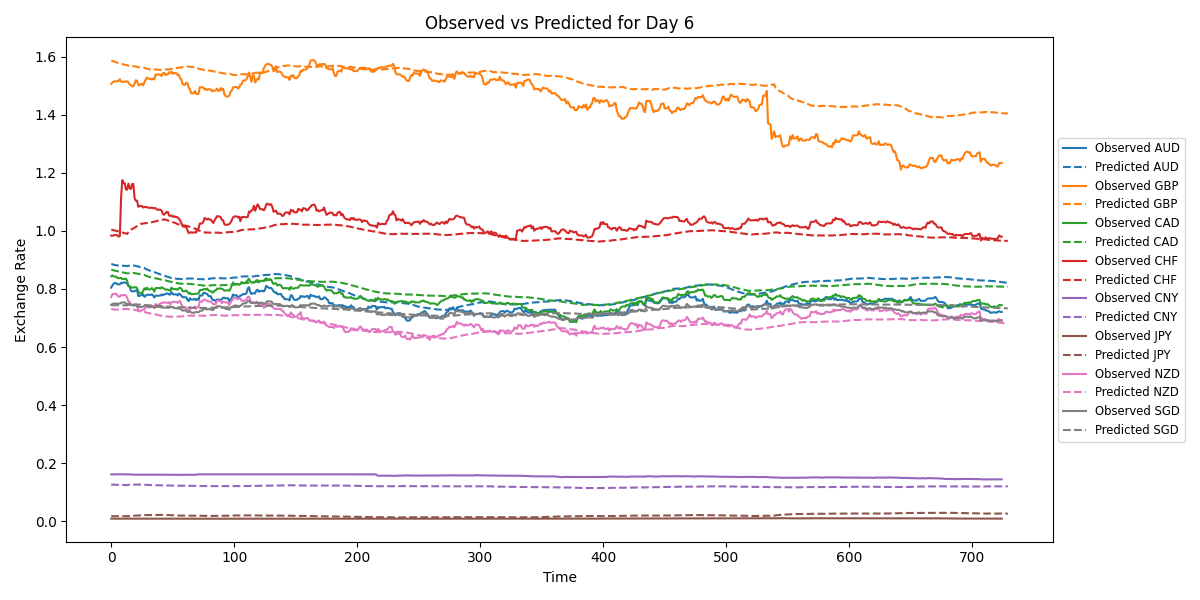 Observed vs Predicted for Day 6
Exchange Rate
1.6
1.4
1.2
1.0
0.8
0.6
0.4
0.2
0.0
0
100
200
300
400
500
600
700
Time
Observed AUD
Predicted AUD
Observed GBP
Predicted GBP
Observed CAD
Predicted CAD
Observed CHF
Predicted CHF
Observed CNY
Predicted CNY
Observed JPY
Predicted JPY
Observed NZD
Predicted NZD
Observed SGD
Predicted SGD